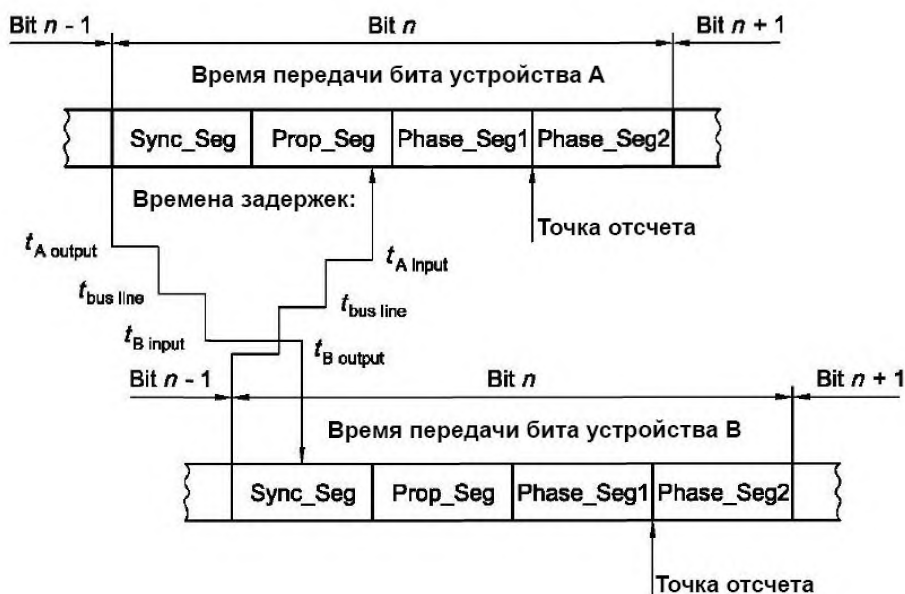 Bit n - 1 Bit n Bit n + 1
Время передачи бита устройства А
Sync_Seg Prop_Seg Phase_Seg1 Phase_Seg2
Времена задержек:
Точка отсчета
tA output tA input
tbus line tbus line
tB input tB output
Bit n - 1 Bit n Bit n + 1
Время передачи бита устройства В
Sync_Seg Prop_Seg Phase_Seg1 Phase_Seg2
Точка отсчета